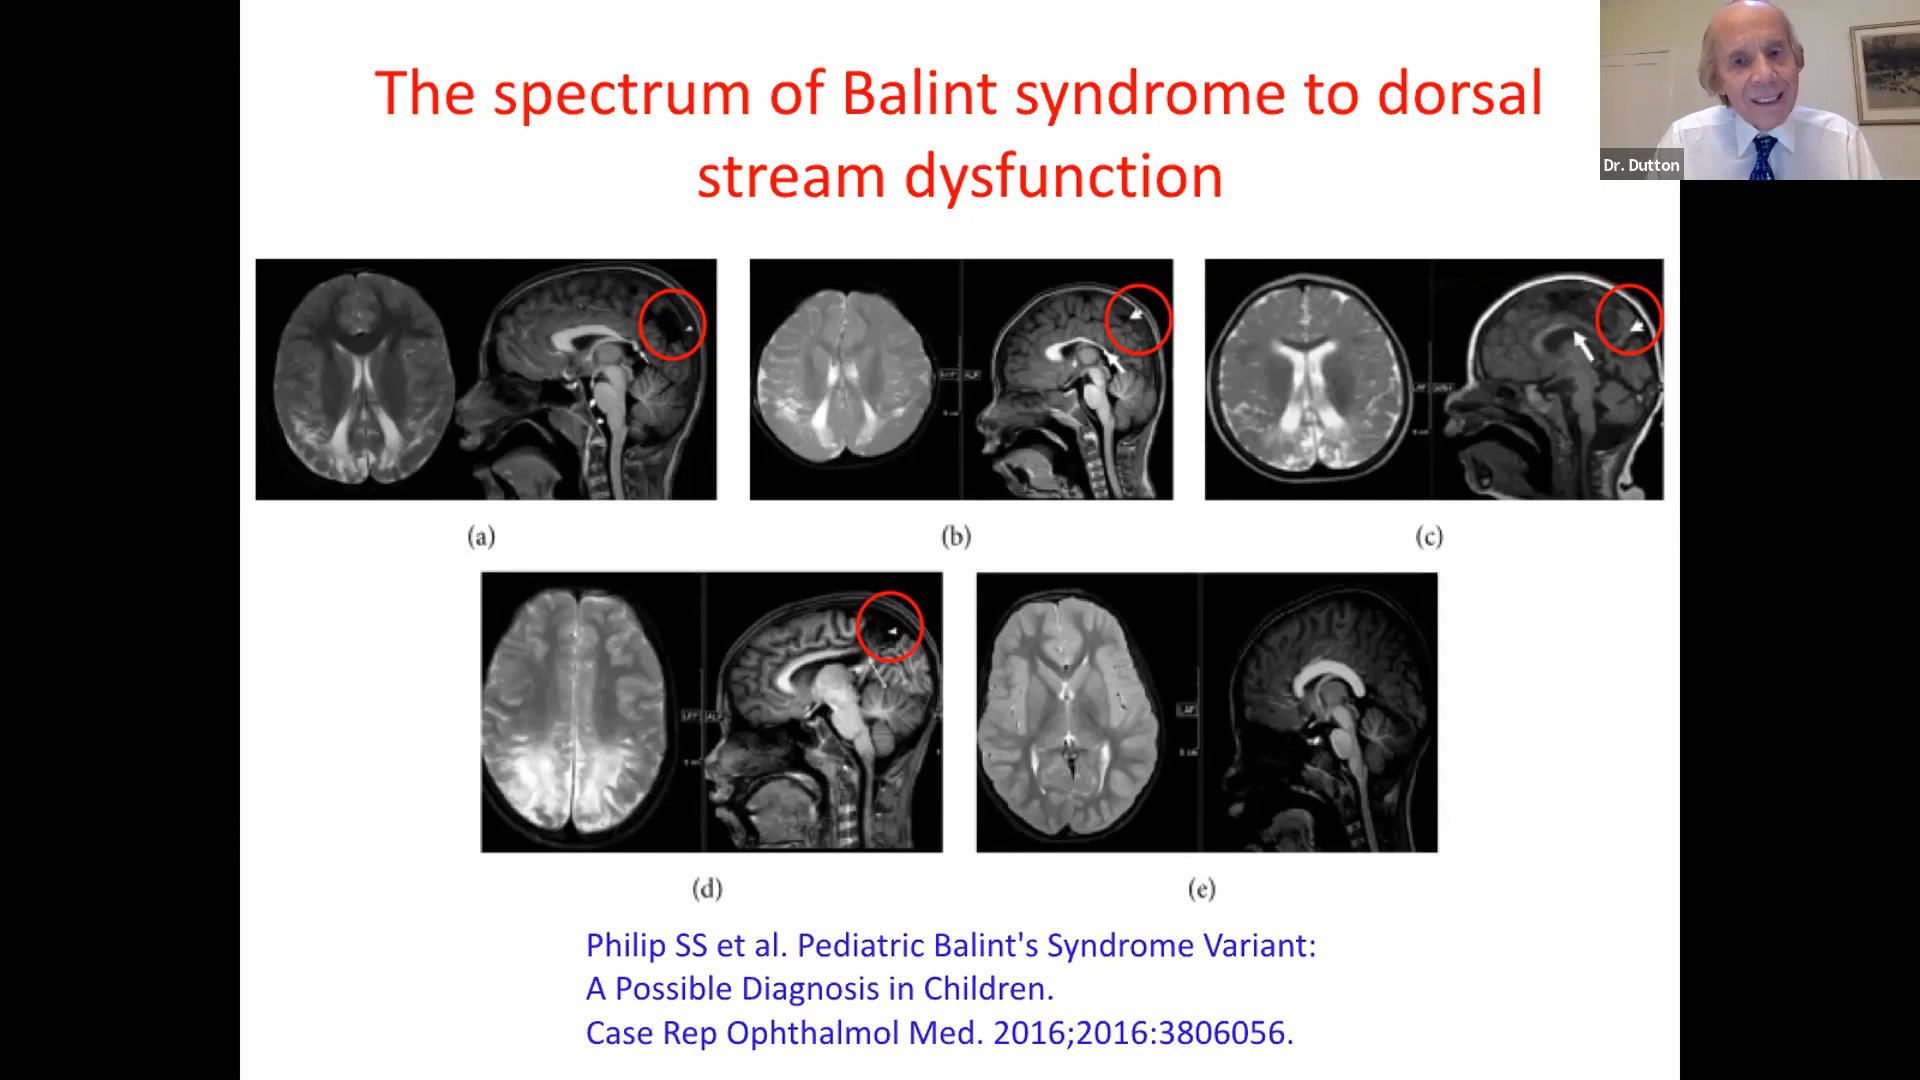 The spectrum of Balint syndrome to dorsal
stream dysfunction
Dr. Dutton
(a)
(b)
(c)
(d)
(e)
Philip SS et al. Pediatric Balint's Syndrome Variant:
A Possible Diagnosis in Children.
Case Rep Ophthalmol Med. 2016;2016:3806056.